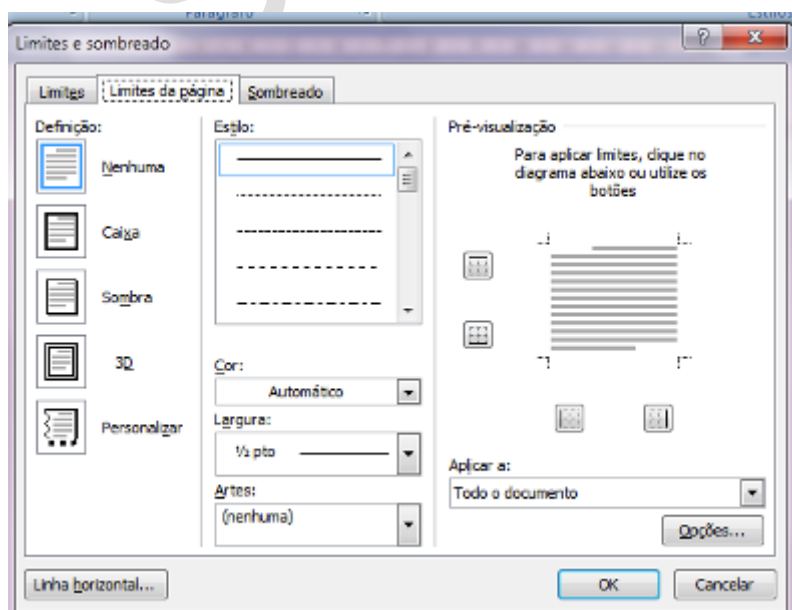 Parágrafo
Estilos
Limites e sombreado
Limites
Limites da página
Sombreado
Definição:
Nenhuma
Caixa
Sombra
3D
Personalizar
Estilo:
Cor:
Automático
Largura:
½ pto
Artes:
(nenhuma)
Pré-visualização
Para aplicar limites, clique no
diagrama abaixo ou utilize os
botões
Aplicar a:
Todo o documento
Opções...
Linha horizontal...
OK
Cancelar